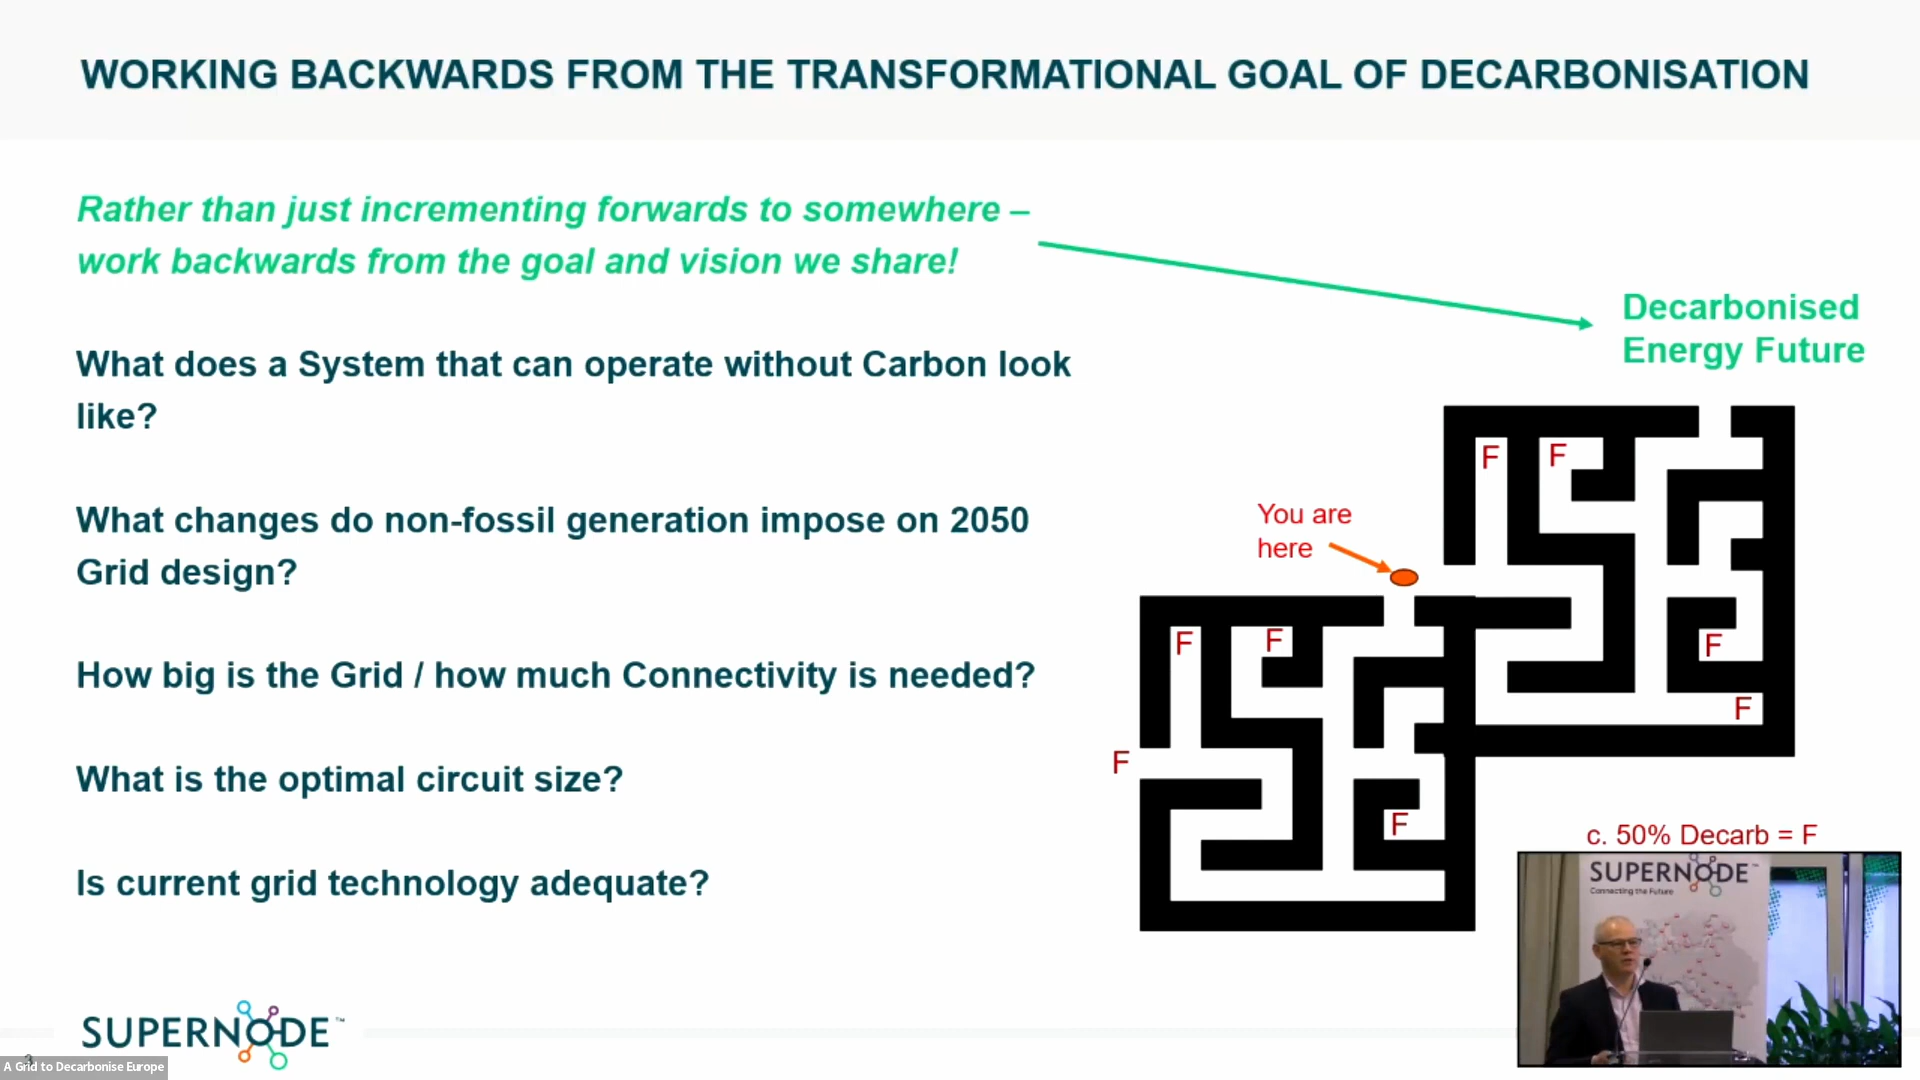 WORKING BACKWARDS FROM THE TRANSFORMATIONAL GOAL OF DECARBONISATION
Rather than just incrementing forwards to somewhere –
work backwards from the goal and vision we share!
Decarbonised
Energy Future
What does a System that can operate without Carbon look
like?
What changes do non-fossil generation impose on 2050
Grid design?
How big is the Grid / how much Connectivity is needed?
What is the optimal circuit size?
Is current grid technology adequate?
F
F
You are
here
F
F
F
F
F
F
F
c. 50% Decarb = F
SUPERNODE™
Connecting the Future
SUPERNODE™
3
A Grid to Decarbonise Europe